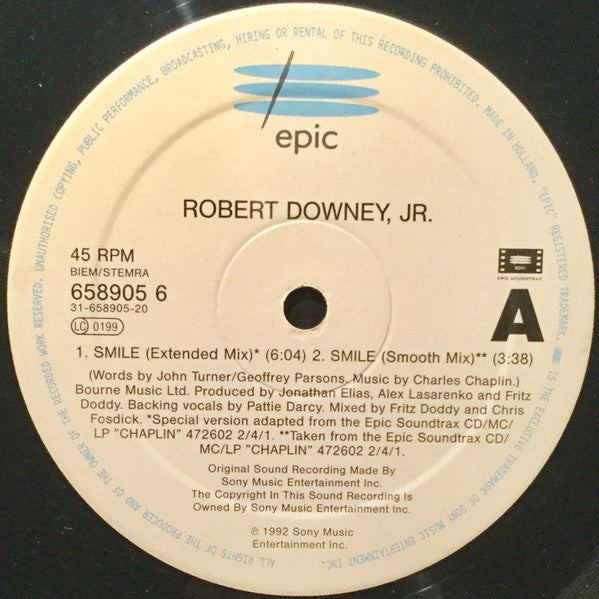 epic
ROBERT DOWNEY, JR.
45 RPM
BIEM/STEMRA
658905 6
31-658905-20
LC 0199
epic
EPIC SOUNDTRAX
A
1. SMILE (Extended Mix)* (6:04) 2. SMILE (Smooth Mix)** (3:38)
(Words by John Turner/Geoffrey Parsons. Music by Charles Chaplin.)
Bourne Music Ltd. Produced by Jonathan Elias, Alex Lasarenko and Fritz
Doddy. Backing vocals by Pattie Darcy. Mixed by Fritz Doddy and Chris
Fosdick. *Special version adapted from the Epic Soundtrax CD/MC/
LP "CHAPLIN" 472602 2/4/1. **Taken from the Epic Soundtrax CD/
MC/LP "CHAPLIN" 472602 2/4/1.
Original Sound Recording Made By
Sony Music Entertainment Inc.
The Copyright In This Sound Recording Is
Owned By Sony Music Entertainment Inc.
℗ 1992 Sony Music
Entertainment Inc.
ALL RIGHTS OF THE PRODUCER AND OF THE OWNER OF THE RECORDED WORK RESERVED. UNAUTHORISED COPYING, PUBLIC PERFORMANCE, BROADCASTING, HIRING OR RENTAL OF THIS RECORDING PROHIBITED. MADE IN HOLLAND. "EPIC" REGISTERED TRADEMARK. IS THE EXCLUSIVE TRADEMARK OF SONY MUSIC ENTERTAINMENT INC.